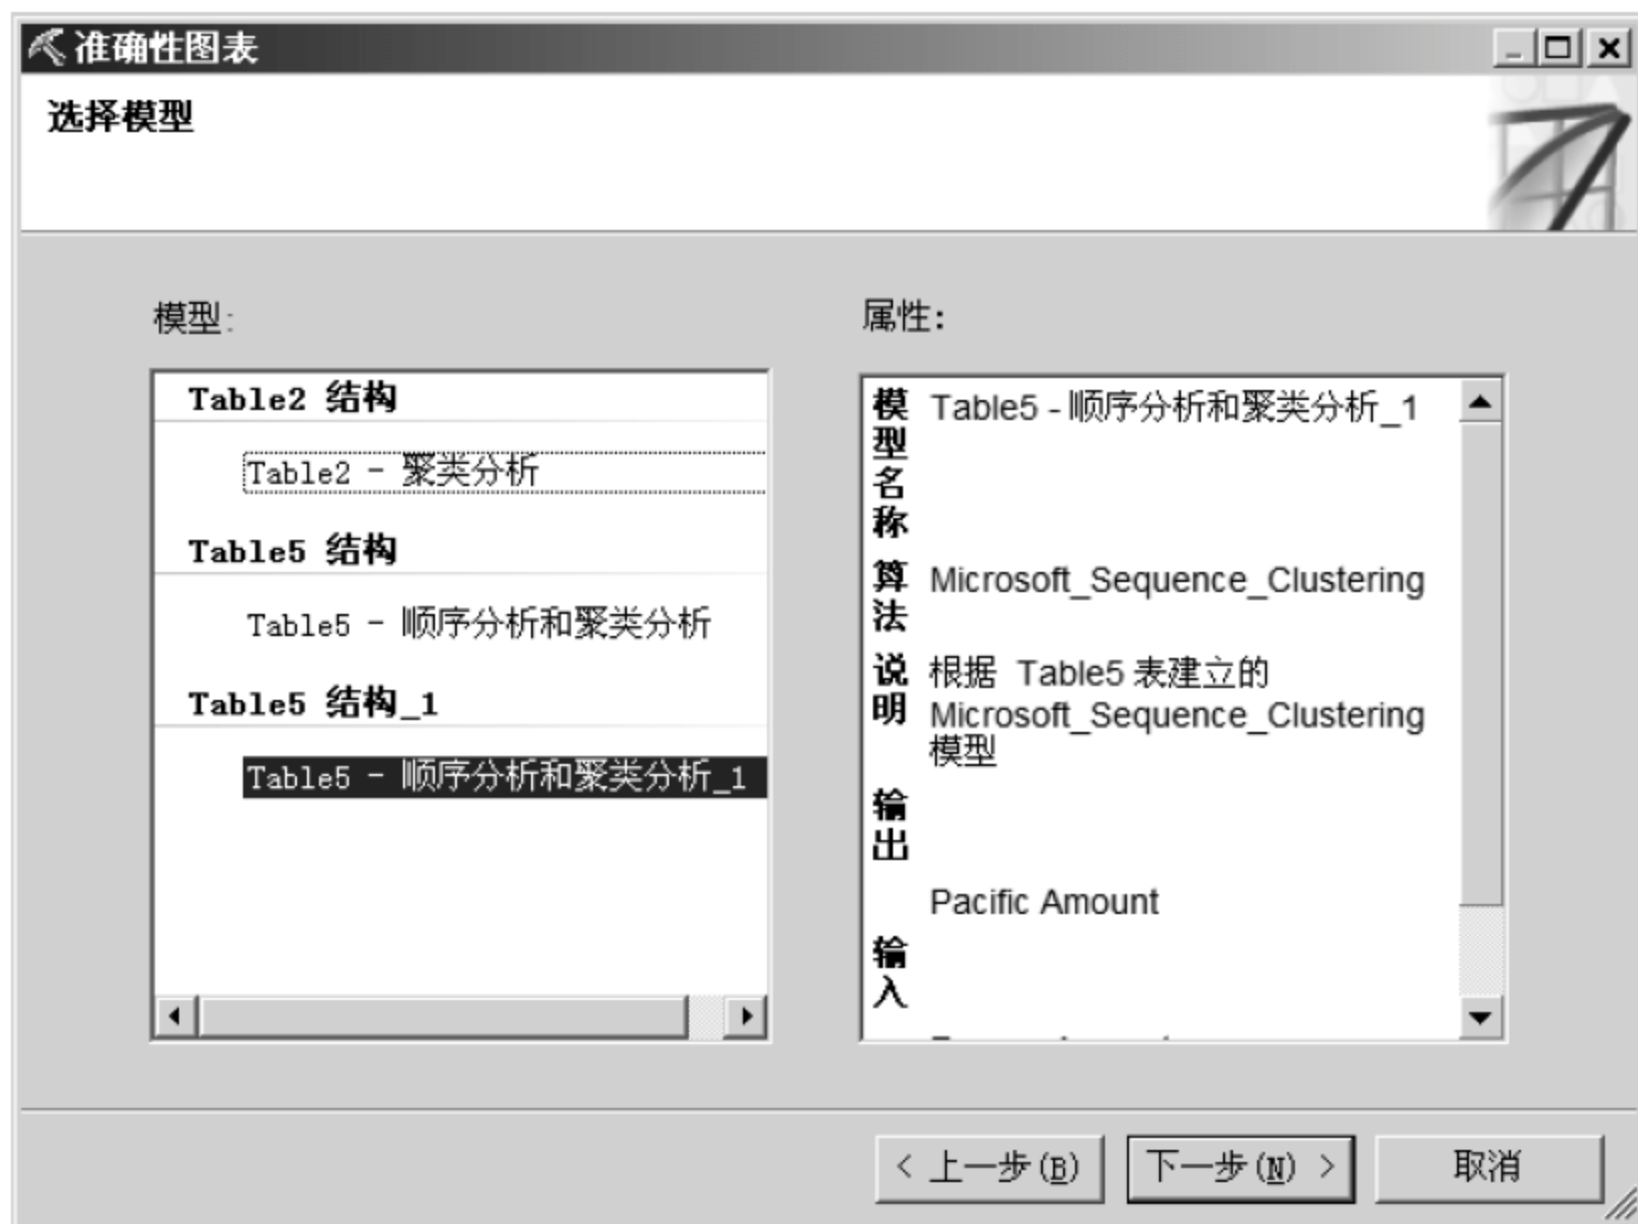 准确性图表
选择模型
模型:
Table2 结构
Table2 - 聚类分析
Table5 结构
Table5 - 顺序分析和聚类分析
Table5 结构_1
Table5 - 顺序分析和聚类分析_1
属性:
模型名称 Table5 - 顺序分析和聚类分析_1
算法 Microsoft_Sequence_Clustering
说明 根据 Table5 表建立的
Microsoft_Sequence_Clustering
模型
输出
Pacific Amount
输入
< 上一步(B)
下一步(N) >
取消